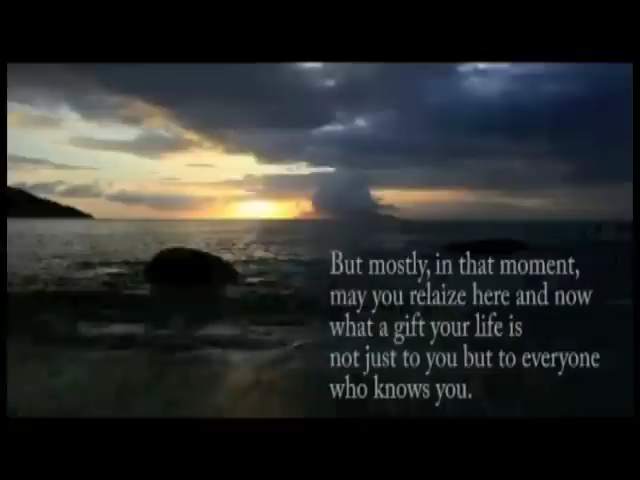 But mostly, in that moment,
may you relaize here and now
what a gift your life is
not just to you but to everyone
who knows you.